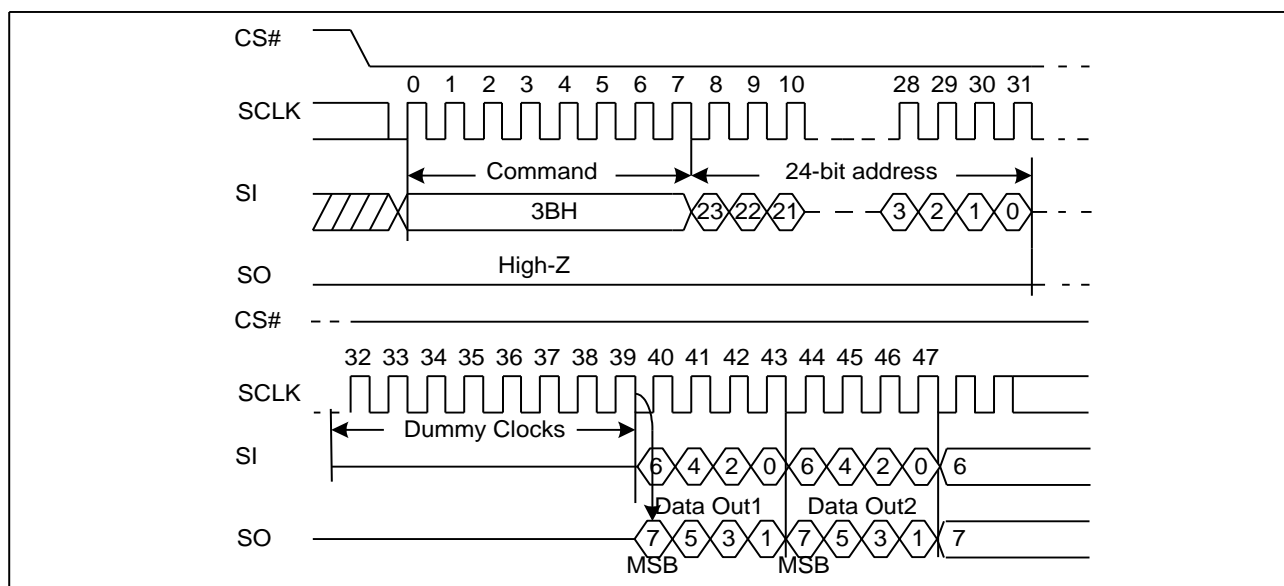 CS#
0 1 2 3 4 5 6 7 8 9 10 28 29 30 31
SCLK
Command 24-bit address
SI
3BH 23 22 21 3 2 1 0
High-Z
SO
CS#
32 33 34 35 36 37 38 39 40 41 42 43 44 45 46 47
SCLK
Dummy Clocks
SI
6 4 2 0 6 4 2 0 6
Data Out1 Data Out2
SO
7 5 3 1 7 5 3 1 7
MSB MSB